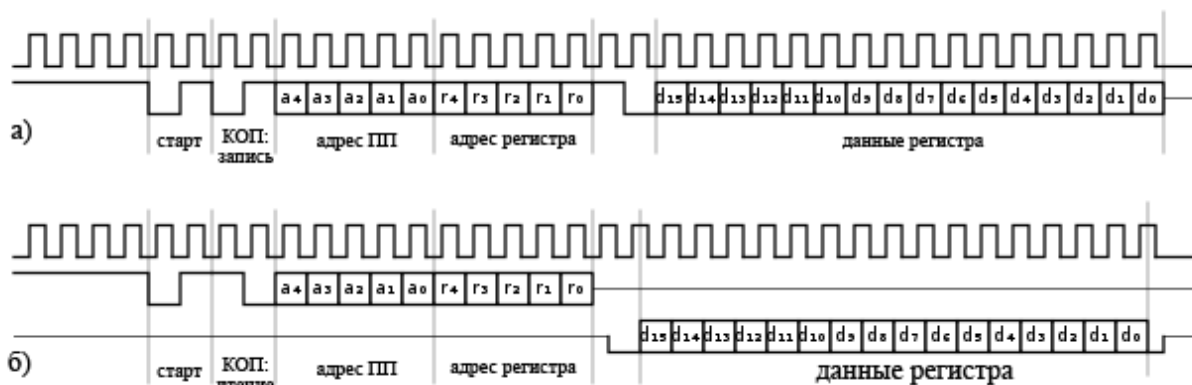 a₄ a₃ a₂ a₁ a₀ r₄ r₃ r₂ r₁ r₀ d₁₅ d₁₄ d₁₃ d₁₂ d₁₁ d₁₀ d₉ d₈ d₇ d₆ d₅ d₄ d₃ d₂ d₁ d₀
а)
старт КОП: адрес ПП адрес регистра данные регистра
запись
a₄ a₃ a₂ a₁ a₀ r₄ r₃ r₂ r₁ r₀
d₁₅ d₁₄ d₁₃ d₁₂ d₁₁ d₁₀ d₉ d₈ d₇ d₆ d₅ d₄ d₃ d₂ d₁ d₀
б)
старт КОП: адрес ПП адрес регистра данные регистра